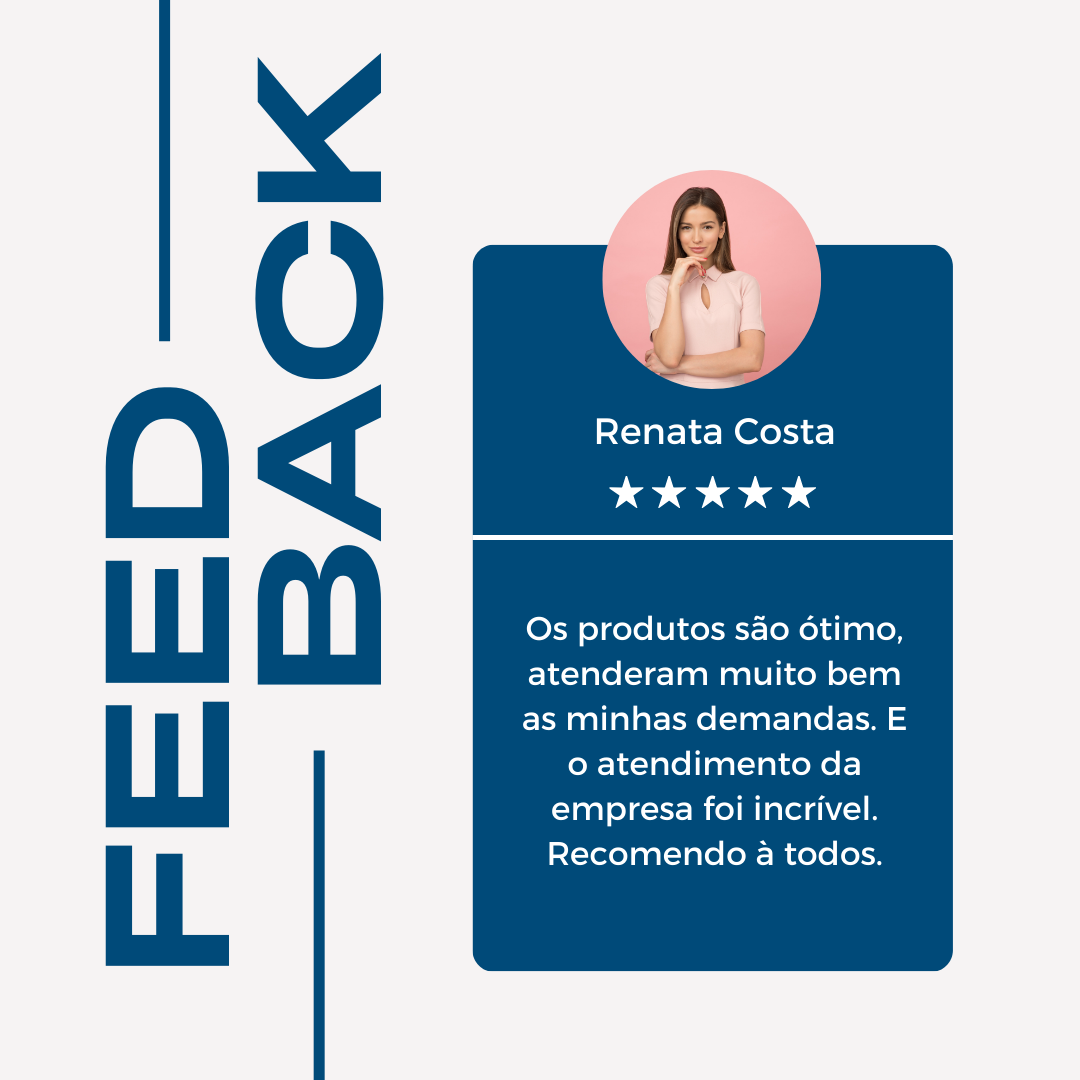 FEED
BACK
Renata Costa
Os produtos são ótimo,
atenderam muito bem
as minhas demandas. E
o atendimento da
empresa foi incrível.
Recomendo à todos.